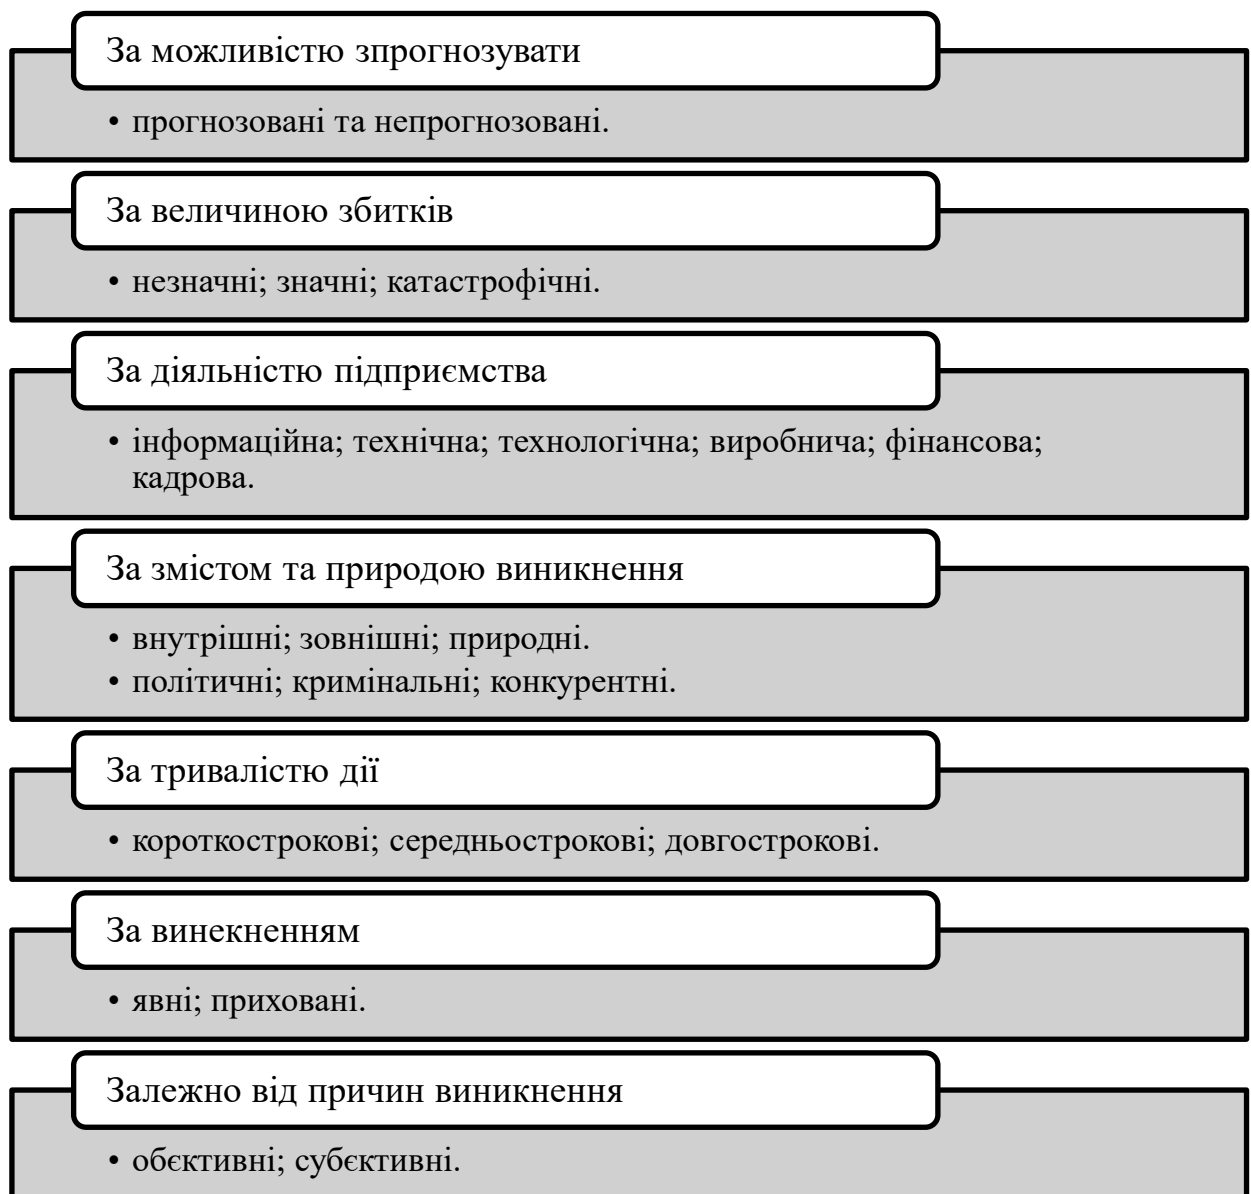 За можливістю зпрогнозувати
• прогнозовані та непрогнозовані.
За величиною збитків
• незначні; значні; катастрофічні.
За діяльністю підприємства
• інформаційна; технічна; технологічна; виробнича; фінансова;
кадрова.
За змістом та природою виникнення
• внутрішні; зовнішні; природні.
• політичні; кримінальні; конкурентні.
За тривалістю дії
• короткострокові; середньострокові; довгострокові.
За винекненням
• явні; приховані.
Залежно від причин виникнення
• обєктивні; субєктивні.